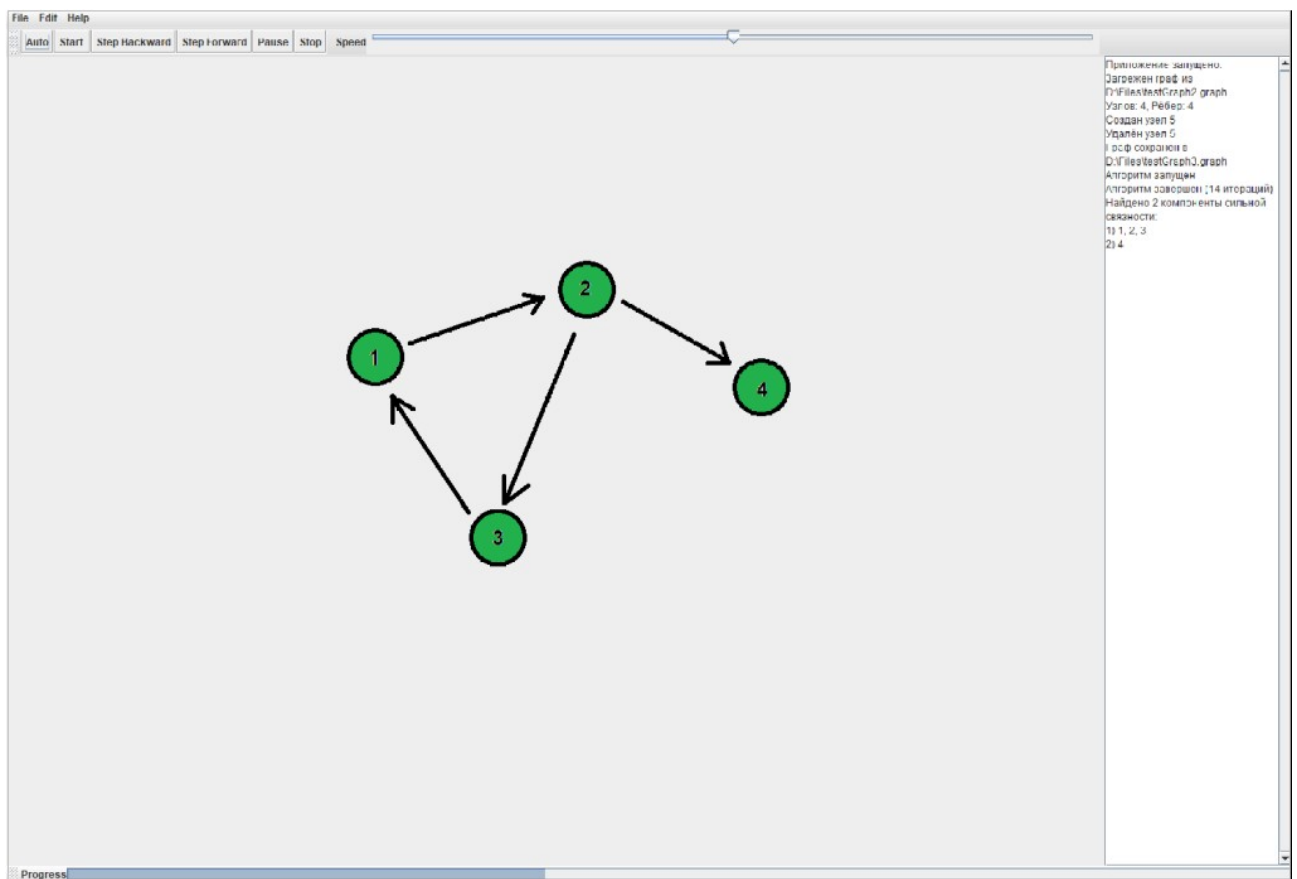 File Edit Help
Auto Start Step Backward Step Forward Pause Stop Speed
Приложение запущено.
Загрежен граф из
D:\Files\testGraph2.graph
Узлов: 4, Рёбер: 4
Создан узел 5
Удалён узел 5
Граф сохранен в
D:\Files\testGraph3.graph
Алгоритм запущен
Алгоритм завершен (14 итераций)
Найдено 2 компоненты сильной
связности:
1) 1, 2, 3
2) 4
2
1
4
3
Progress